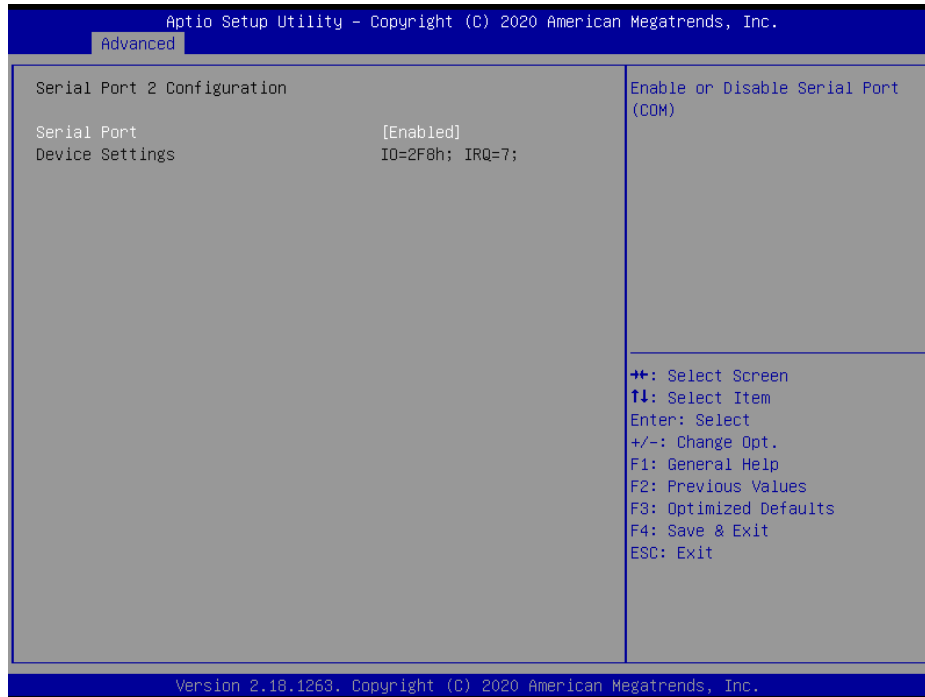 Aptio Setup Utility – Copyright (C) 2020 American Megatrends, Inc.
Advanced
Serial Port 2 Configuration
Serial Port [Enabled]
Device Settings IO=2F8h; IRQ=7;
Enable or Disable Serial Port
(COM)
→←: Select Screen
↑↓: Select Item
Enter: Select
+/-: Change Opt.
F1: General Help
F2: Previous Values
F3: Optimized Defaults
F4: Save & Exit
ESC: Exit
Version 2.18.1263. Copyright (C) 2020 American Megatrends, Inc.